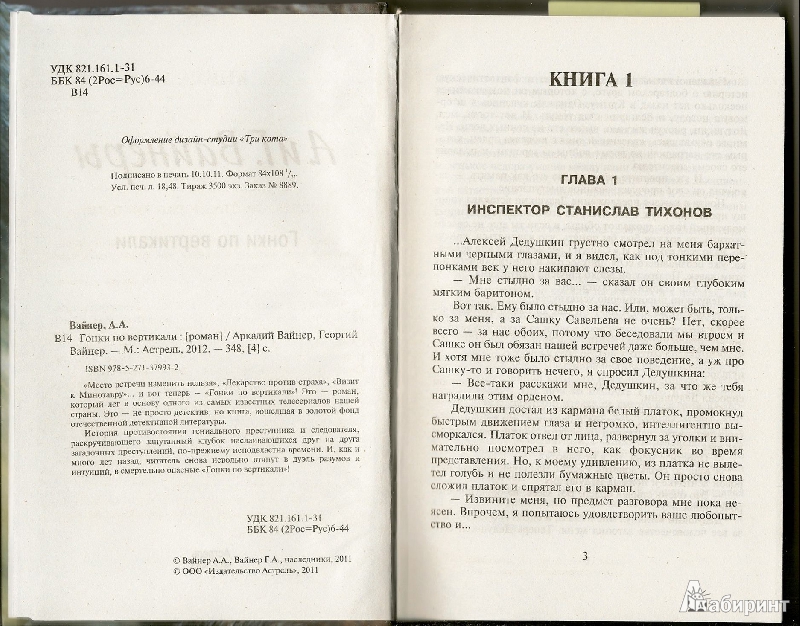 УДК 821.161.1-31
ББК 84 (2Рос=Рус)6-44
В14
Оформление дизайн-студии «Три кота»
Подписано в печать 10.10.11. Формат 84х108 1/32.
Усл. печ. л. 18,48. Тираж 3500 экз. Заказ № 8889.
Вайнер, А.А.
В14 Гонки по вертикали : [роман] / Аркадий Вайнер, Георгий
Вайнер. — М.: Астрель, 2012. — 348, [4] с.
ISBN 978-5-271-37993-2
«Место встречи изменить нельзя», «Лекарство против страха», «Визит
к Минотавру»... и вот теперь — «Гонки по вертикали»! Это — роман,
который лег в основу одного из самых известных телесериалов нашей
страны. Это — не просто детектив, но книга, вошедшая в золотой фонд
отечественной детективной литературы.
История противостояния гениального преступника и следователя,
раскручивающего запутанный клубок наслаивающихся друг на друга
загадочных преступлений, по-прежнему неподвластна времени. И, как и
много лет назад, читатель снова невольно втянут в дуэль разумов и
интуиций, в смертельно опасные «Гонки по вертикали»!
УДК 821.161.1-31
ББК 84 (2Рос=Рус)6-44
© Вайнер А.А., Вайнер Г.А., наследники, 2011
© ООО «Издательство Астрель», 2011
КНИГА 1
ГЛАВА 1
ИНСПЕКТОР СТАНИСЛАВ ТИХОНОВ
...Алексей Дедушкин грустно смотрел на меня бархат-
ными черными глазами, и я видел, как под тонкими пере-
понками век у него накипают слезы.
— Мне стыдно за вас... — сказал он своим глубоким
мягким баритоном.
Вот так. Ему было стыдно за нас. Или, может быть, толь-
ко за меня, а за Сашку Савельева не очень? Нет, скорее
всего — за нас обоих, потому что беседовали мы втроем и
Сашке он был обязан нашей встречей даже больше, чем мне.
И хотя мне тоже было стыдно за свое поведение, а уж про
Сашку-то и говорить нечего, я спросил Дедушкина:
— Все-таки расскажи мне, Дедушкин, за что же тебя
наградили этим орденом.
Дедушкин достал из кармана белый платок, промокнул
быстрым движением глаза и негромко, интеллигентно вы-
сморкался. Платок отвел от лица, развернул за уголки и вни-
мательно посмотрел в него, как фокусник во время
представления. Но, к моему удивлению, из платка не выле-
тел голубь и не полезли бумажные цветы. Он просто снова
сложил платок и спрятал его в карман.
— Извините меня, но предмет разговора мне пока не-
ясен. Впрочем, я попытаюсь удовлетворить ваше любопыт-
ство и...
3
Лабиринт